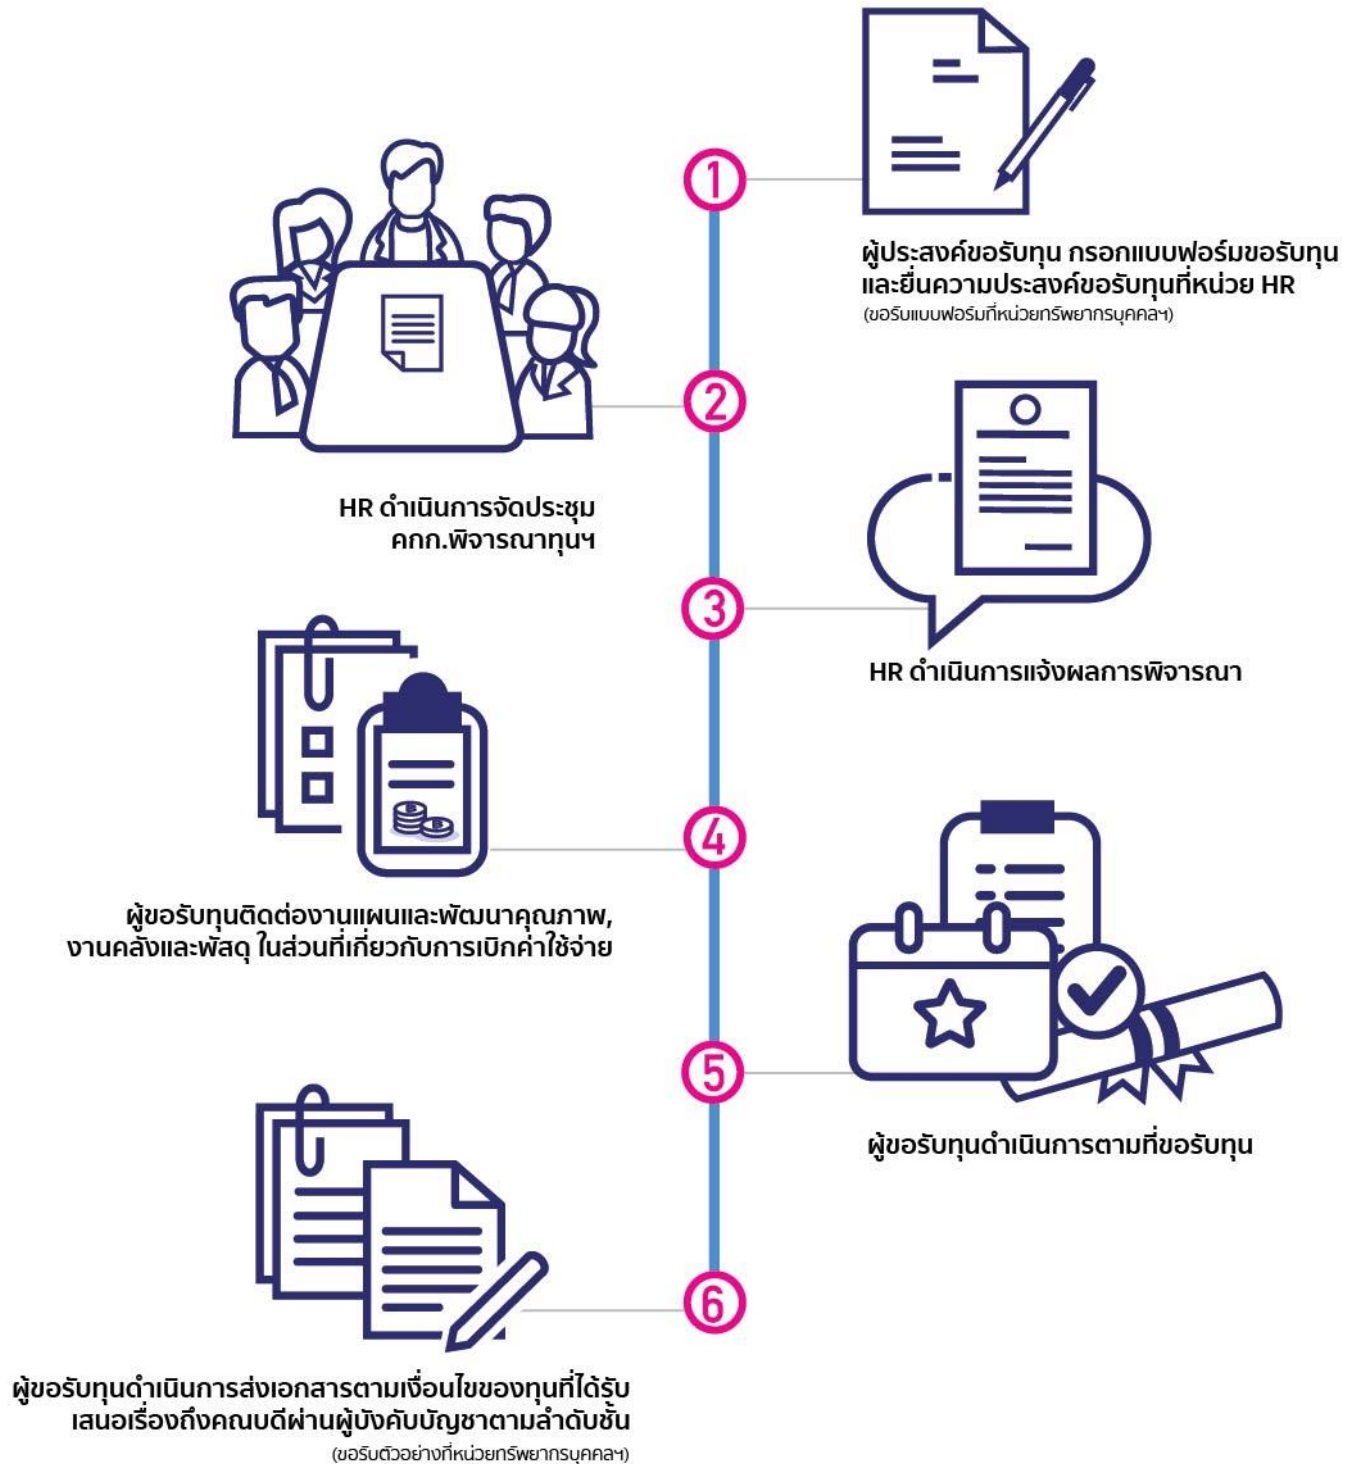 1
ผู้ประสงค์ขอรับทุน กรอกแบบฟอร์มขอรับทุน
และยื่นความประสงค์ขอรับทุนที่หน่วย HR
(ขอรับแบบฟอร์มที่หน่วยทรัพยากรบุคคลฯ)
2
HR ดำเนินการจัดประชุม
คกก.พิจารณาทุนฯ
3
HR ดำเนินการแจ้งผลการพิจารณา
4
ผู้ขอรับทุนติดต่องานแผนและพัฒนาคุณภาพ,
งานคลังและพัสดุ ในส่วนที่เกี่ยวกับการเบิกค่าใช้จ่าย
5
ผู้ขอรับทุนดำเนินการตามที่ขอรับทุน
6
ผู้ขอรับทุนดำเนินการส่งเอกสารตามเงื่อนไขของทุนที่ได้รับ
เสนอเรื่องถึงคณบดีผ่านผู้บังคับบัญชาตามลำดับชั้น
(ขอรับตัวอย่างที่หน่วยทรัพยากรบุคคลฯ)